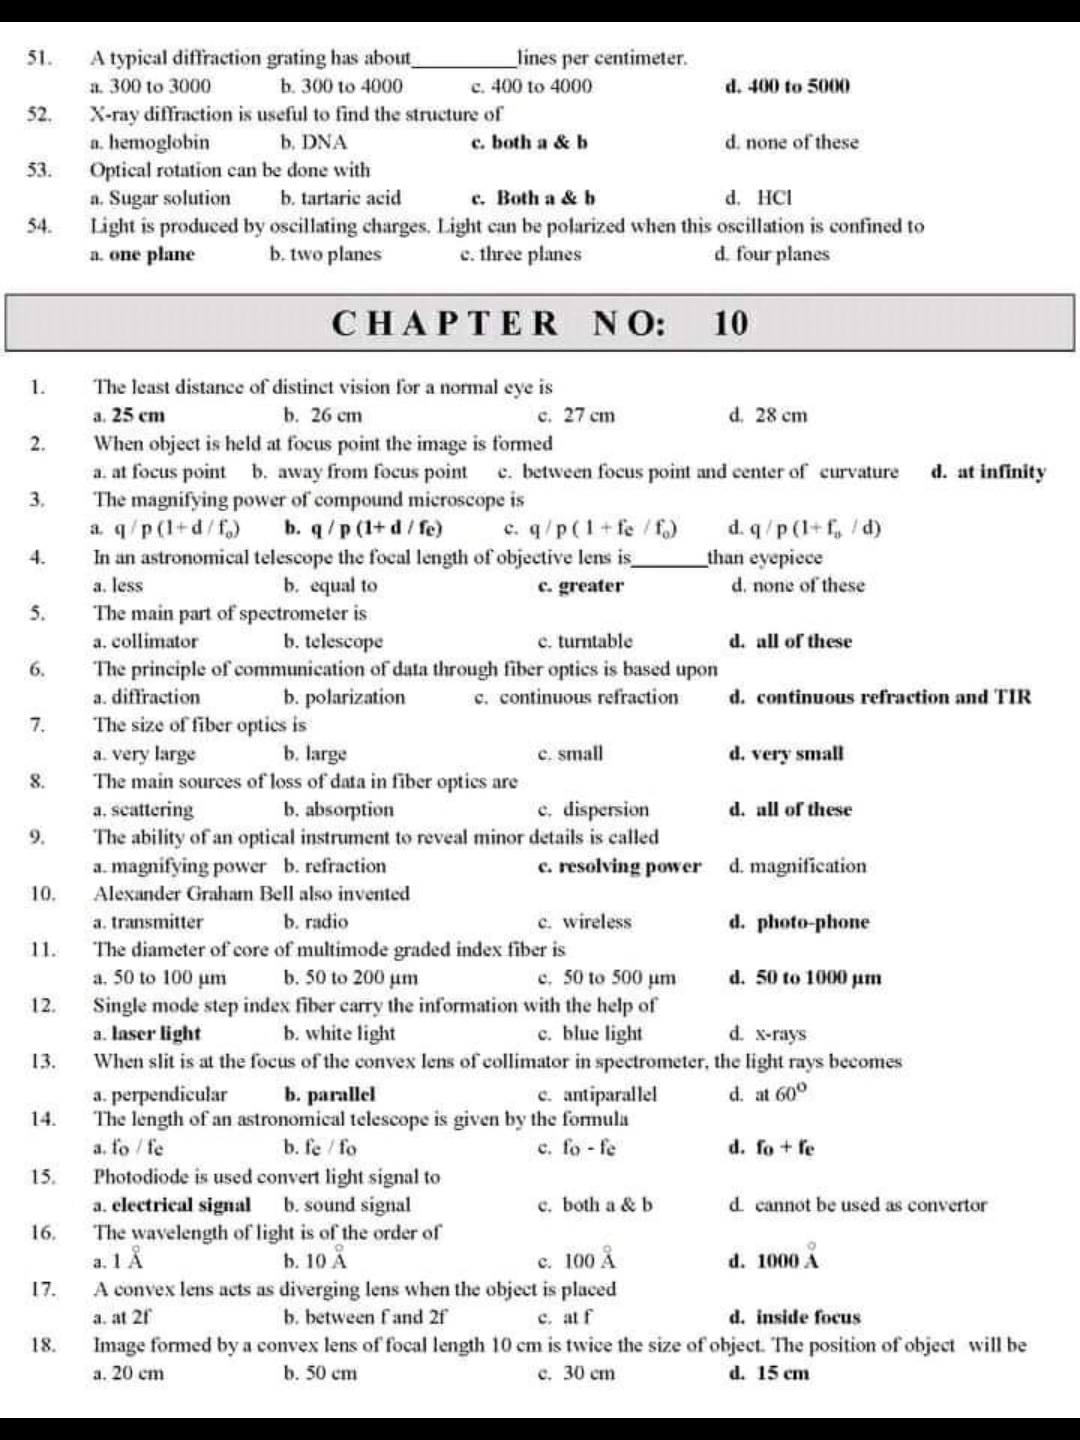 51. A typical diffraction grating has about__________lines per centimeter.
a. 300 to 3000 b. 300 to 4000 c. 400 to 4000 d. 400 to 5000
52. X-ray diffraction is useful to find the structure of
a. hemoglobin b. DNA c. both a & b d. none of these
53. Optical rotation can be done with
a. Sugar solution b. tartaric acid c. Both a & b d. HCl
54. Light is produced by oscillating charges. Light can be polarized when this oscillation is confined to
a. one plane b. two planes c. three planes d. four planes
CHAPTER NO: 10
1. The least distance of distinct vision for a normal eye is
a. 25 cm b. 26 cm c. 27 cm d. 28 cm
2. When object is held at focus point the image is formed
a. at focus point b. away from focus point c. between focus point and center of curvature d. at infinity
3. The magnifying power of compound microscope is
a. q / p (1+ d / fₒ) b. q / p (1+ d / fe) c. q / p ( 1 + fe / fₒ) d. q / p (1+ fₒ / d)
4. In an astronomical telescope the focal length of objective lens is_______than eyepiece
a. less b. equal to c. greater d. none of these
5. The main part of spectrometer is
a. collimator b. telescope c. turntable d. all of these
6. The principle of communication of data through fiber optics is based upon
a. diffraction b. polarization c. continuous refraction d. continuous refraction and TIR
7. The size of fiber optics is
a. very large b. large c. small d. very small
8. The main sources of loss of data in fiber optics are
a. scattering b. absorption c. dispersion d. all of these
9. The ability of an optical instrument to reveal minor details is called
a. magnifying power b. refraction c. resolving power d. magnification
10. Alexander Graham Bell also invented
a. transmitter b. radio c. wireless d. photo-phone
11. The diameter of core of multimode graded index fiber is
a. 50 to 100 µm b. 50 to 200 µm c. 50 to 500 µm d. 50 to 1000 µm
12. Single mode step index fiber carry the information with the help of
a. laser light b. white light c. blue light d. x-rays
13. When slit is at the focus of the convex lens of collimator in spectrometer, the light rays becomes
a. perpendicular b. parallel c. antiparallel d. at 60⁰
14. The length of an astronomical telescope is given by the formula
a. fo / fe b. fe / fo c. fo - fe d. fo + fe
15. Photodiode is used convert light signal to
a. electrical signal b. sound signal c. both a & b d. cannot be used as convertor
16. The wavelength of light is of the order of
a. 1 Å b. 10 Å c. 100 Å d. 1000 Å
17. A convex lens acts as diverging lens when the object is placed
a. at 2f b. between f and 2f c. at f d. inside focus
18. Image formed by a convex lens of focal length 10 cm is twice the size of object. The position of object will be
a. 20 cm b. 50 cm c. 30 cm d. 15 cm